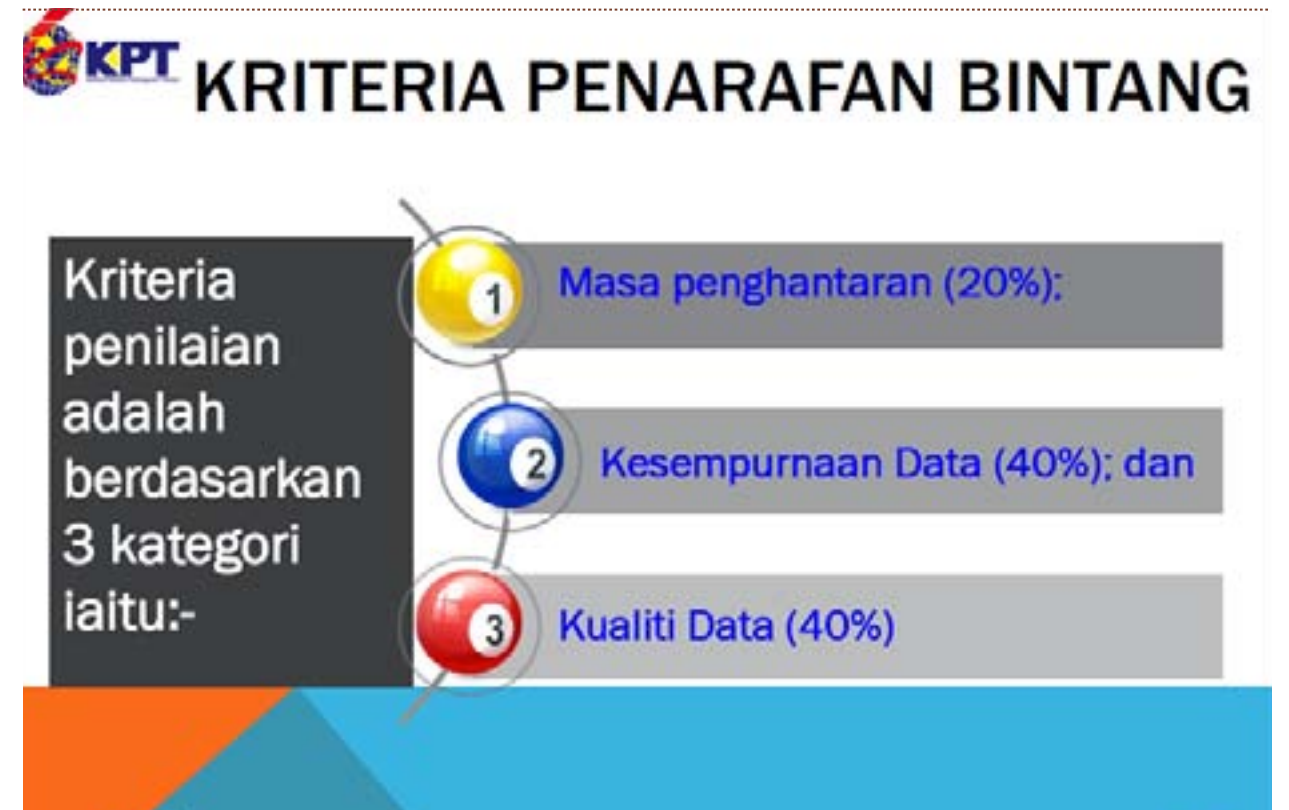 KPT
KRITERIA PENARAFAN BINTANG
Kriteria
penilaian
adalah
berdasarkan
3 kategori
iaitu:-
1
Masa penghantaran (20%);
2
Kesempurnaan Data (40%); dan
3
Kualiti Data (40%)